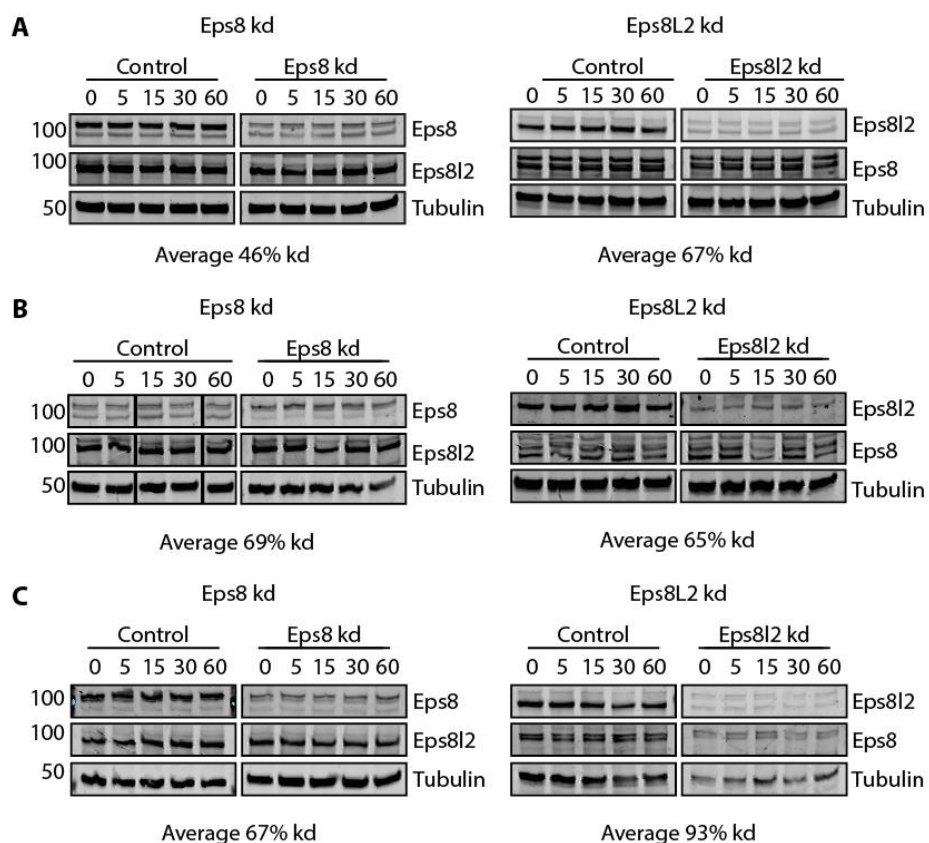 A
Eps8 kd
Eps8L2 kd
Control Eps8 kd
Control Eps8l2 kd
0 5 15 30 60 0 5 15 30 60
0 5 15 30 60 0 5 15 30 60
100 Eps8
100 Eps8l2
50 Tubulin
Eps8l2
Eps8
Tubulin
Average 46% kd
Average 67% kd
B
Eps8 kd
Eps8L2 kd
Control Eps8 kd
Control Eps8l2 kd
0 5 15 30 60 0 5 15 30 60
0 5 15 30 60 0 5 15 30 60
100 Eps8
100 Eps8l2
50 Tubulin
Eps8l2
Eps8
Tubulin
Average 69% kd
Average 65% kd
C
Eps8 kd
Eps8L2 kd
Control Eps8 kd
Control Eps8l2 kd
0 5 15 30 60 0 5 15 30 60
0 5 15 30 60 0 5 15 30 60
100 Eps8
100 Eps8l2
50 Tubulin
Eps8l2
Eps8
Tubulin
Average 67% kd
Average 93% kd